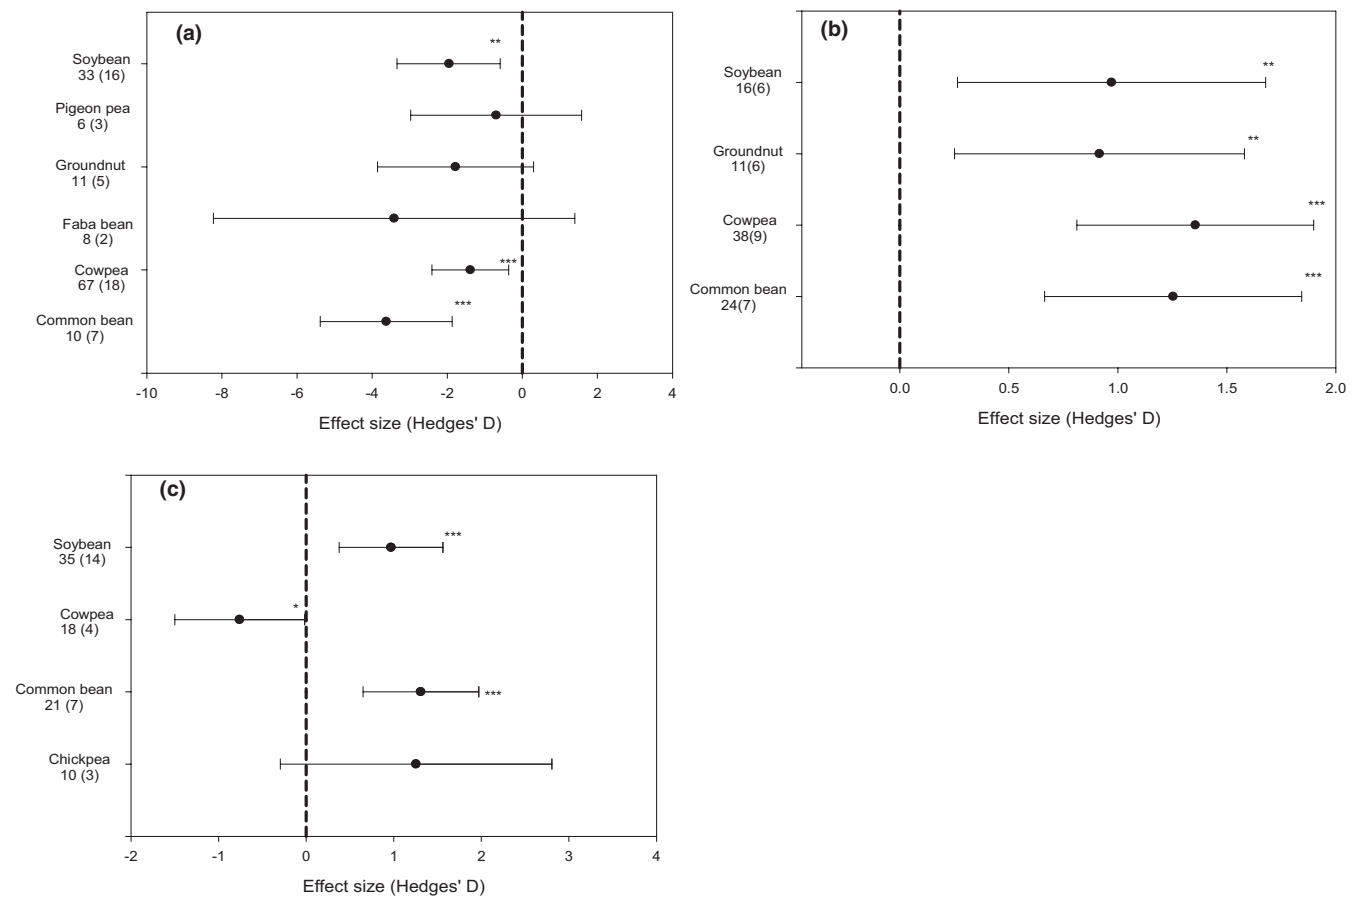 (a)
Soybean
33 (16)
**
Pigeon pea
6 (3)
Groundnut
11 (5)
Faba bean
8 (2)
Cowpea
67 (18)
***
Common bean
10 (7)
***
-10 -8 -6 -4 -2 0 2 4
Effect size (Hedges' D)
(b)
Soybean
16(6)
**
Groundnut
11(6)
**
Cowpea
38(9)
***
Common bean
24(7)
***
0.0 0.5 1.0 1.5 2.0
Effect size (Hedges' D)
(c)
Soybean
35 (14)
***
Cowpea
18 (4)
*
Common bean
21 (7)
***
Chickpea
10 (3)
-2 -1 0 1 2 3 4
Effect size (Hedges' D)